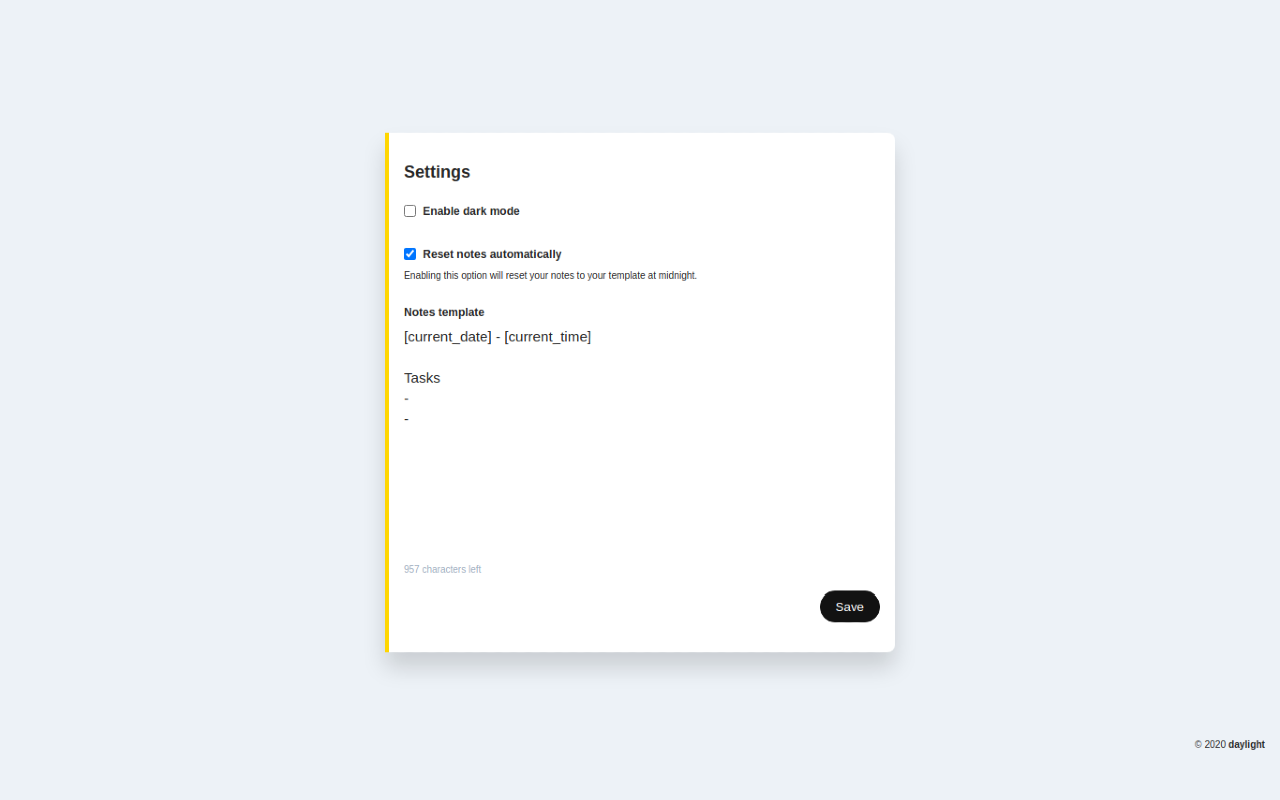 Settings
Enable dark mode
Reset notes automatically
Enabling this option will reset your notes to your template at midnight.
Notes template
[current_date] - [current_time]
Tasks
-
-
957 characters left
Save
© 2020 daylight